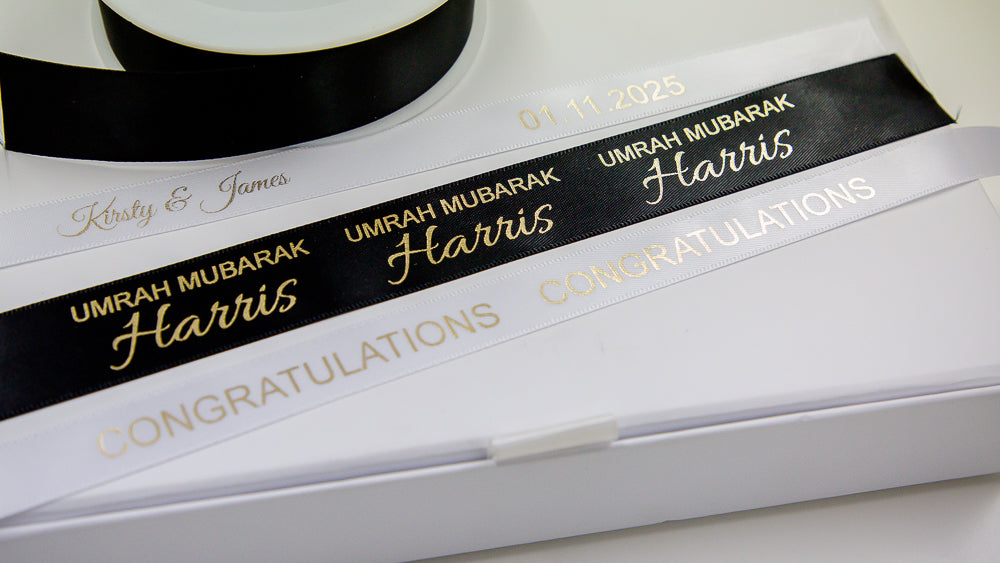 Kirsty & James 01.11.2025
UMRAH MUBARAK UMRAH MUBARAK UMRAH MUBARAK
Harris Harris Harris
CONGRATULATIONS CONGRATULATIONS